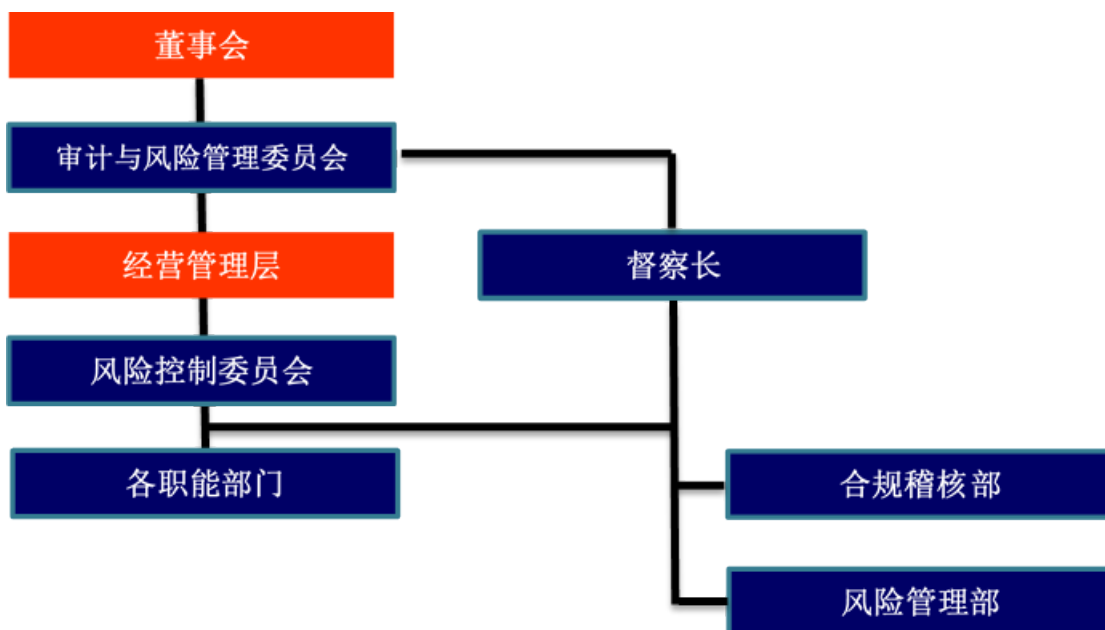 董事会
审计与风险管理委员会
经营管理层
督察长
风险控制委员会
各职能部门
合规稽核部
风险管理部